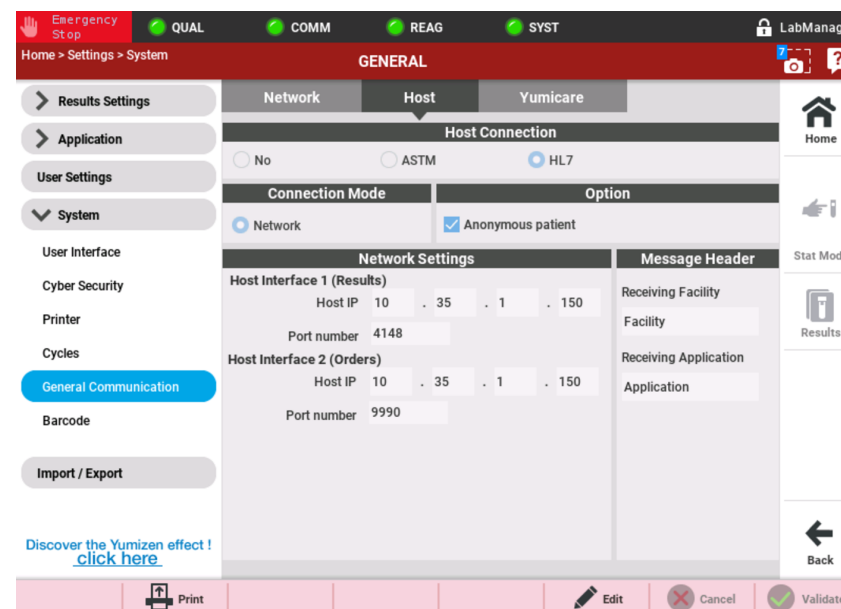 Emergency
Stop
QUAL
COMM
REAG
SYST
Home > Settings > System
GENERAL
7
?
Results Settings
Application
User Settings
System
User Interface
Cyber Security
Printer
Cycles
General Communication
Barcode
Import / Export
Discover the Yumizen effect !
click here
Network Host Yumicare
Host Connection
No ASTM HL7
Connection Mode Option
Network Anonymous patient
Network Settings
Host Interface 1 (Results)
Host IP 10 . 35 . 1 . 150
Port number 4148
Host Interface 2 (Orders)
Host IP 10 . 35 . 1 . 150
Port number 9990
Message Header
Receiving Facility
Facility
Receiving Application
Application
Home
Results
Back
Print
Edit
Cancel